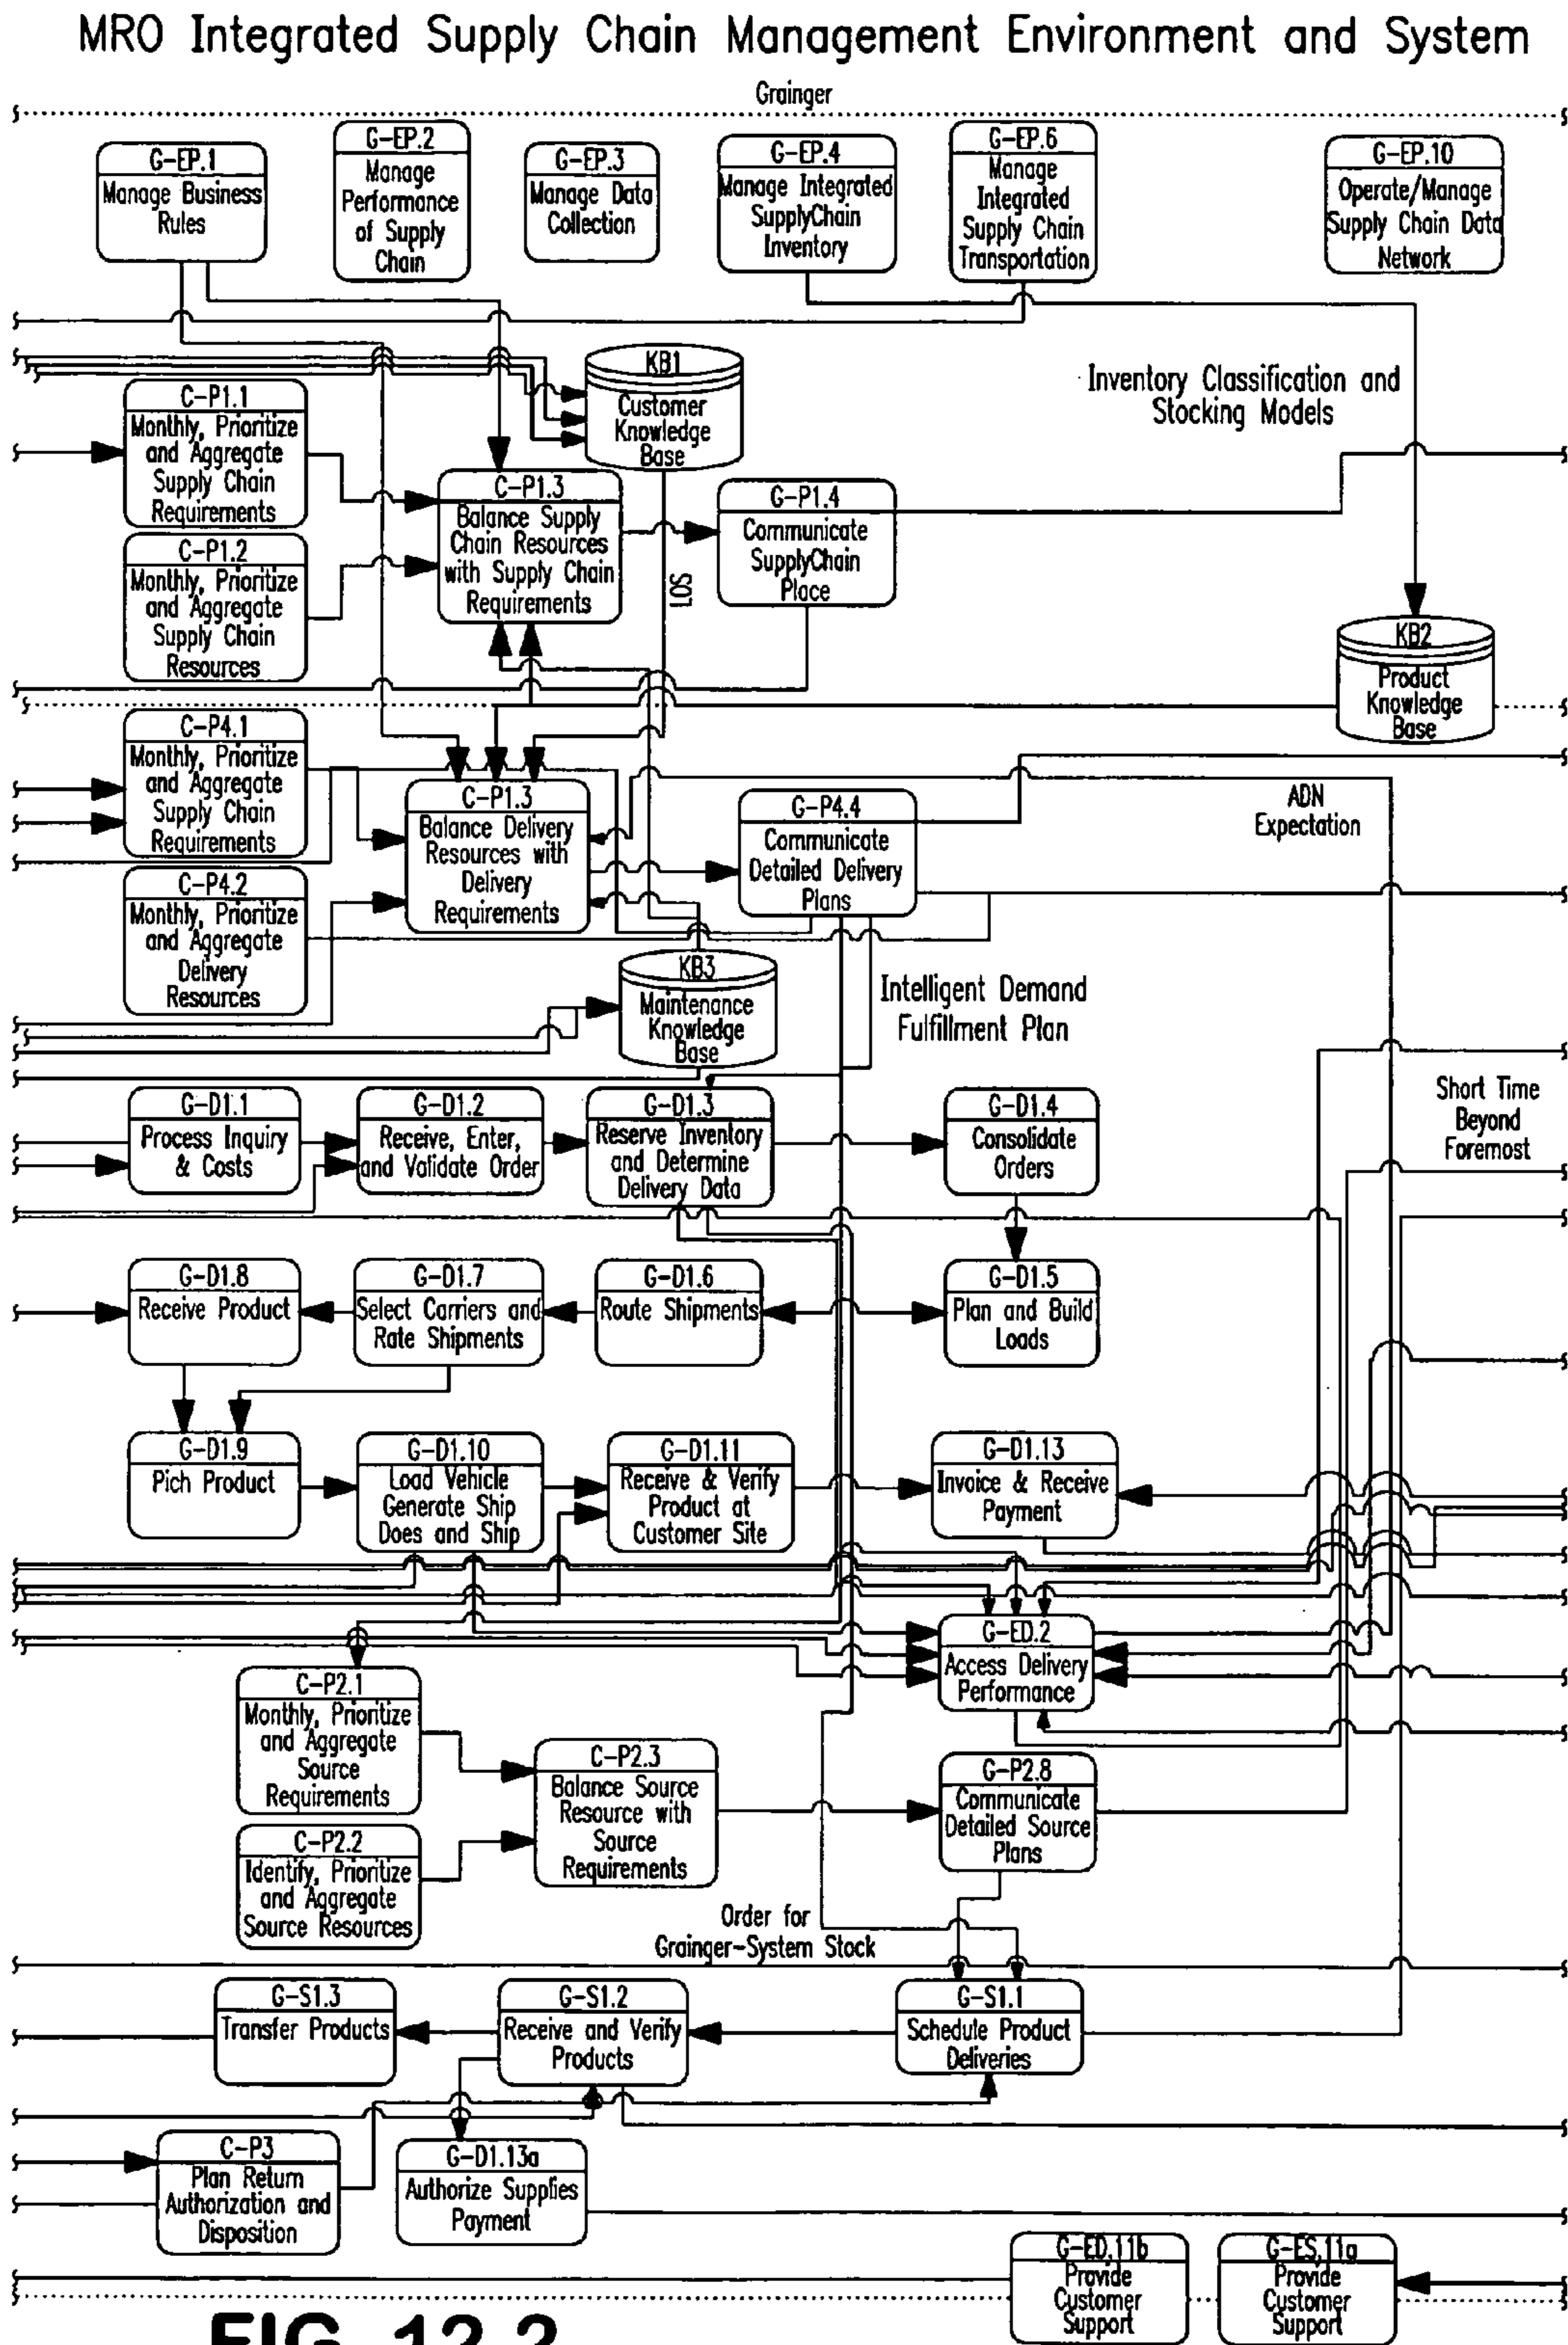 MRO Integrated Supply Chain Management Environment and System
Grainger
G-EP.1
Manage Business
Rules
G-EP.2
Manage
Performance
of Supply
Chain
G-EP.3
Manage Data
Collection
G-EP.4
Manage Integrated
SupplyChain
Inventory
G-EP.6
Manage
Integrated
Supply Chain
Transportation
G-EP.10
Operate/Manage
Supply Chain Data
Network
KB1
Customer
Knowledge
Base
Inventory Classification and
Stocking Models
C-P1.1
Monthly, Prioritize
and Aggregate
Supply Chain
Requirements
C-P1.3
Balance Supply
Chain Resources
with Supply Chain
Requirements
G-P1.4
Communicate
SupplyChain
Place
C-P1.2
Monthly, Prioritize
and Aggregate
Supply Chain
Resources
LOS
KB2
Product
Knowledge
Base
C-P4.1
Monthly, Prioritize
and Aggregate
Supply Chain
Requirements
C-P1.3
Balance Delivery
Resources with
Delivery
Requirements
G-P4.4
Communicate
Detailed Delivery
Plans
ADN
Expectation
C-P4.2
Monthly, Prioritize
and Aggregate
Delivery
Resources
KB3
Maintenance
Knowledge
Base
Intelligent Demand
Fulfillment Plan
Short Time
Beyond
Foremost
G-D1.1
Process Inquiry
& Costs
G-D1.2
Receive, Enter,
and Validate Order
G-D1.3
Reserve Inventory
and Determine
Delivery Data
G-D1.4
Consolidate
Orders
G-D1.8
Receive Product
G-D1.7
Select Carriers and
Rate Shipments
G-D1.6
Route Shipments
G-D1.5
Plan and Build
Loads
G-D1.9
Pich Product
G-D1.10
Load Vehicle
Generate Ship
Does and Ship
G-D1.11
Receive & Verify
Product at
Customer Site
G-D1.13
Invoice & Receive
Payment
G-ED.2
Access Delivery
Performance
C-P2.1
Monthly, Prioritize
and Aggregate
Source
Requirements
C-P2.3
Balance Source
Resource with
Source
Requirements
G-P2.8
Communicate
Detailed Source
Plans
C-P2.2
Identify, Prioritize
and Aggregate
Source Resources
Order for
Grainger-System Stock
G-S1.3
Transfer Products
G-S1.2
Receive and Verify
Products
G-S1.1
Schedule Product
Deliveries
C-P3
Plan Return
Authorization and
Disposition
G-D1.13a
Authorize Supplies
Payment
G-ED,11b
Provide
Customer
Support
G-ES,11a
Provide
Customer
Support
FIG. 12.2